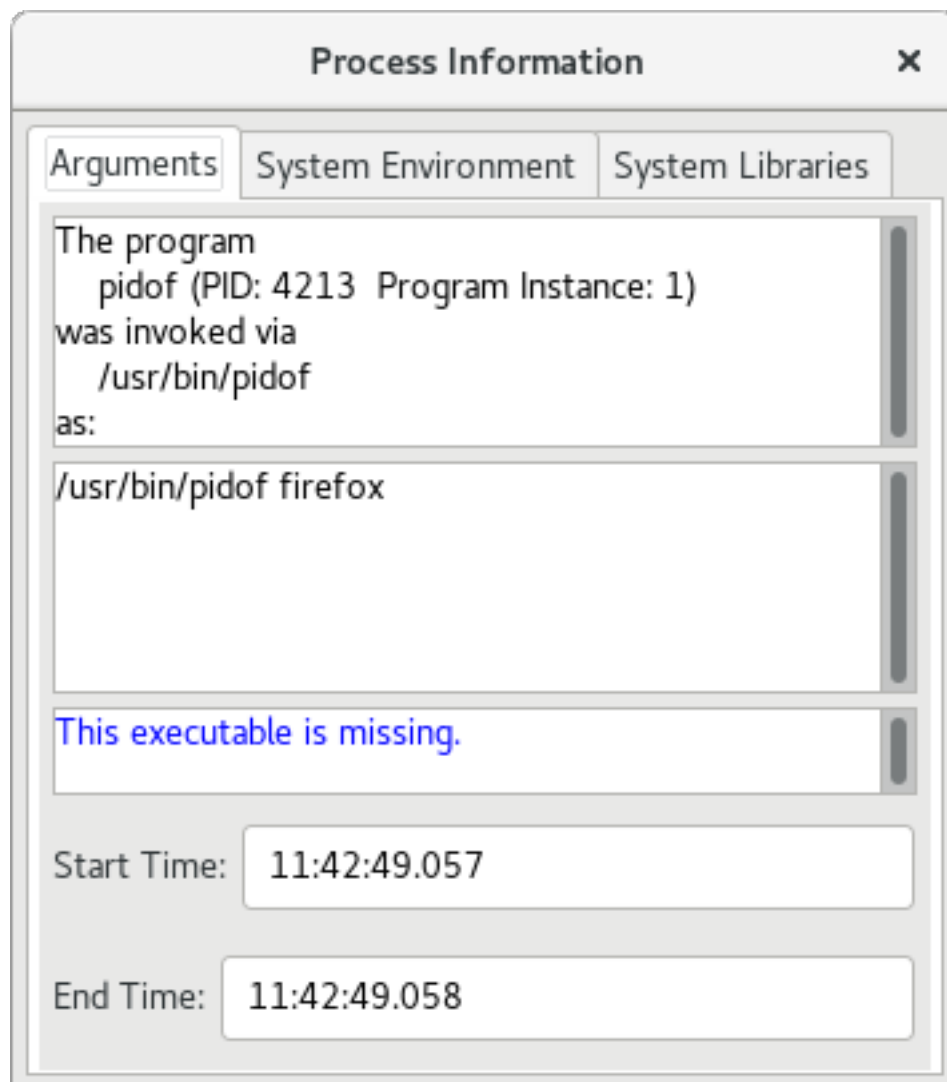 Process Information
Arguments
System Environment
System Libraries
The program
pidof (PID: 4213  Program Instance: 1)
was invoked via
/usr/bin/pidof
as:
/usr/bin/pidof firefox
This executable is missing.
Start Time: 11:42:49.057
End Time: 11:42:49.058